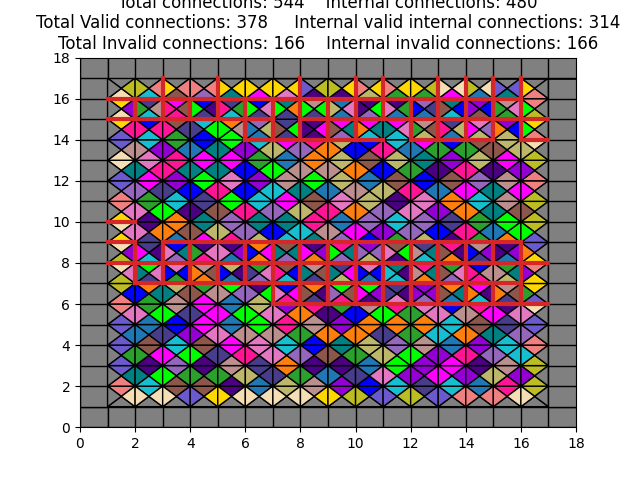 Total connections: 544    Internal connections: 480
Total Valid connections: 378     Internal valid internal connections: 314
Total Invalid connections: 166    Internal invalid connections: 166
18
16
14
12
10
8
6
4
2
0
0 2 4 6 8 10 12 14 16 18